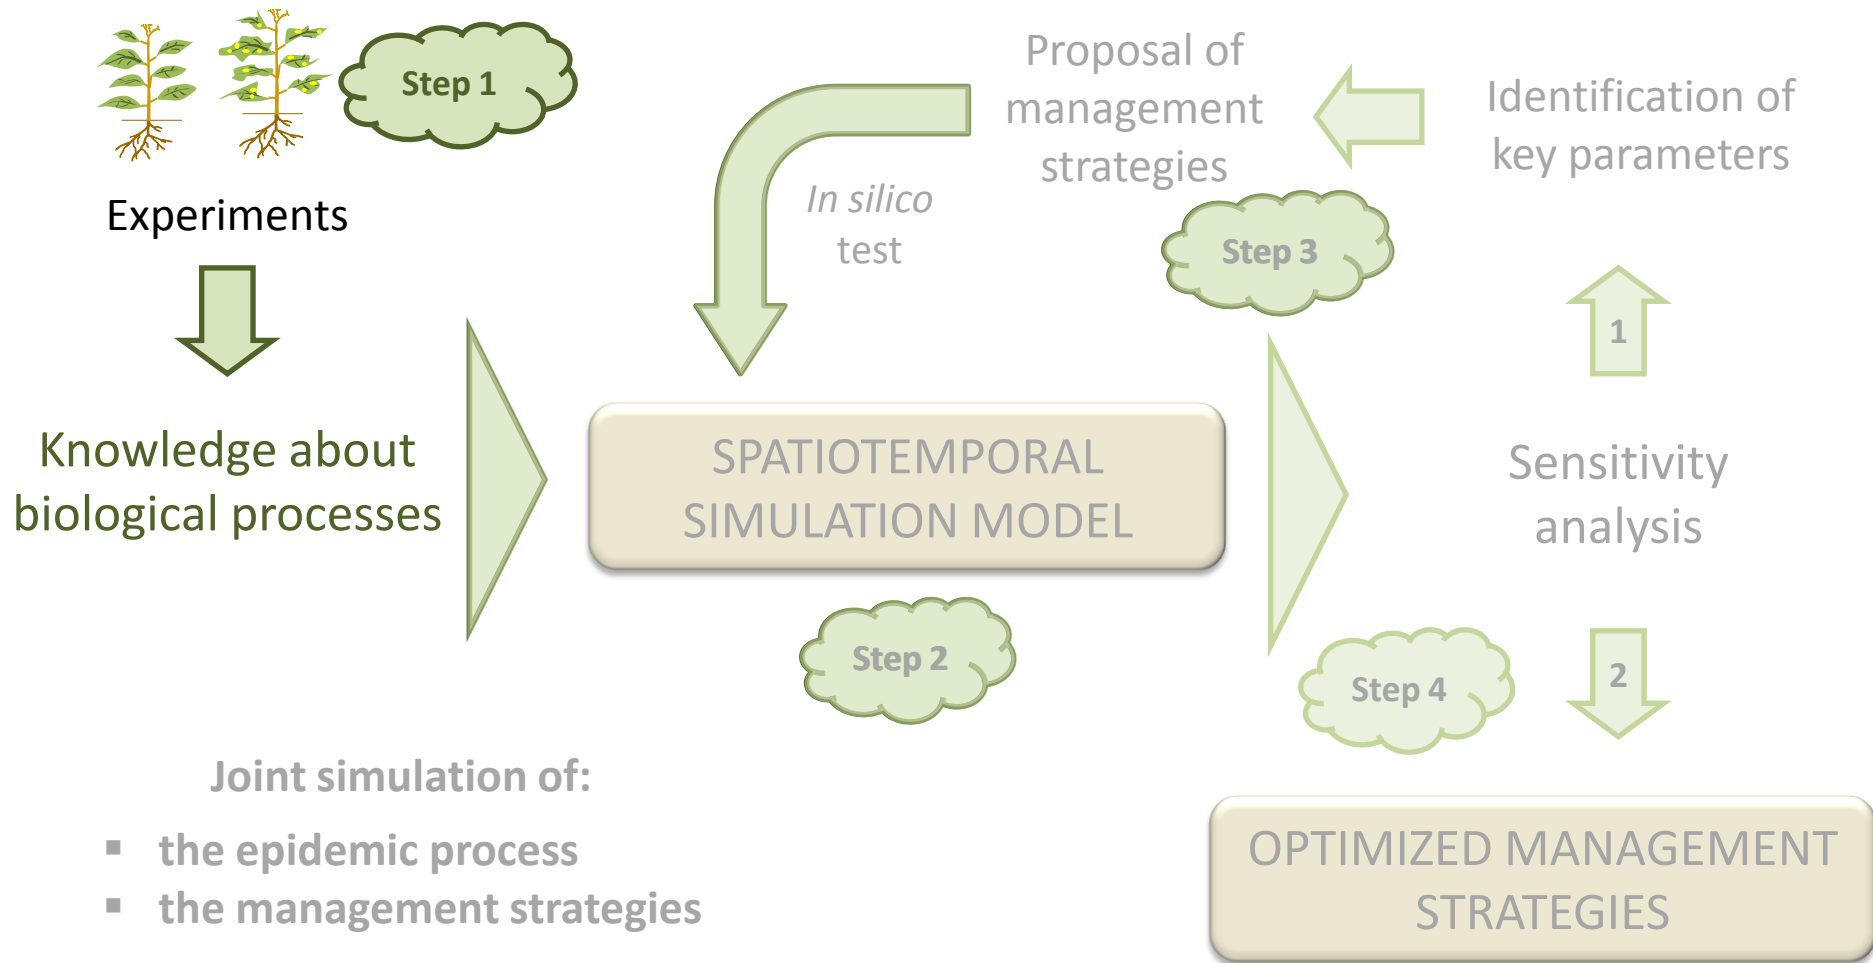 Step 1
Experiments
Knowledge about
biological processes
Proposal of
management
strategies
In silico
test
Identification of
key parameters
Step 3
1
SPATIOTEMPORAL
SIMULATION MODEL
Sensitivity
analysis
Step 2
Step 4
2
Joint simulation of:
▪ the epidemic process
▪ the management strategies
OPTIMIZED MANAGEMENT
STRATEGIES